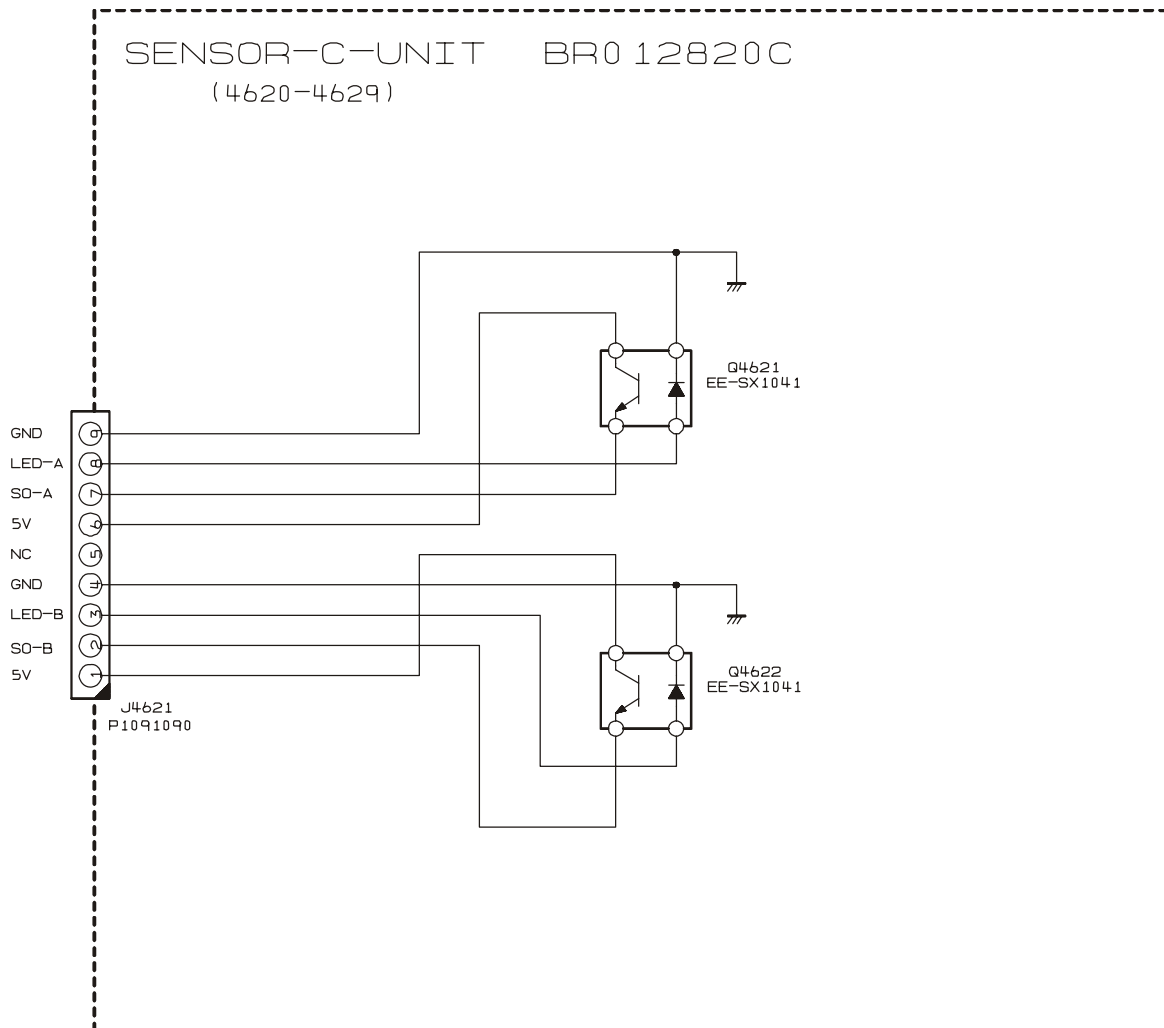 SENSOR-C-UNIT BR012820C
(4620-4629)
Q4621
EE-SX1041
GND 9
LED-A 8
SO-A 7
5V 6
NC 5
GND 4
LED-B 3
SO-B 2
5V 1
Q4622
EE-SX1041
J4621
P1091090